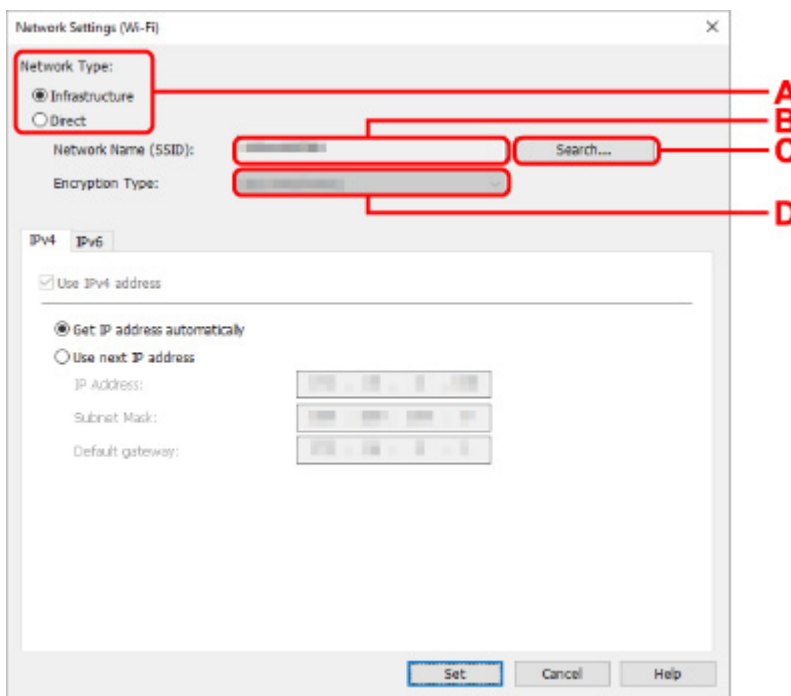 Network Settings (Wi-Fi)
Network Type:
Infrastructure
Direct
Network Name (SSID):
Search...
Encryption Type:
A
B
C
D
IPv4 IPv6
Use IPv4 address
Get IP address automatically
Use next IP address
IP Address:
Subnet Mask:
Default gateway:
Set Cancel Help